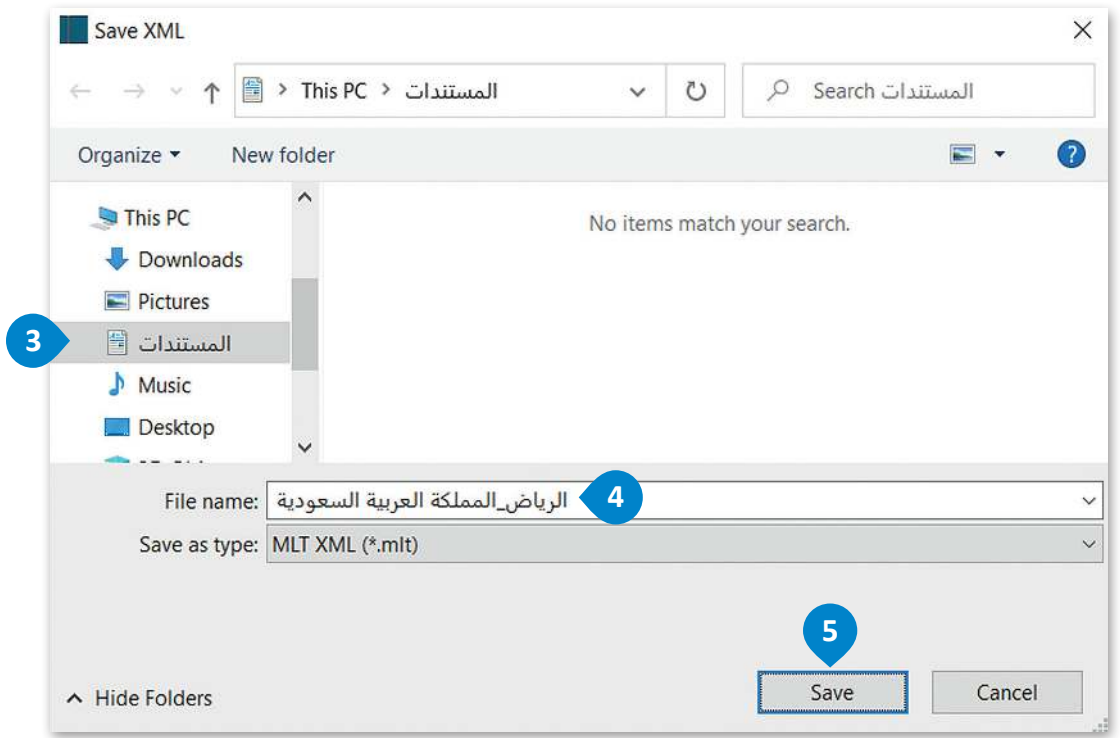 Save XML
This PC > المستندات
Search المستندات
Organize
New folder
?
This PC
No items match your search.
Downloads
Pictures
3
المستندات
Music
Desktop
File name: الرياض_المملكة العربية السعودية
4
Save as type: MLT XML (*.mlt)
5
Hide Folders
Save
Cancel